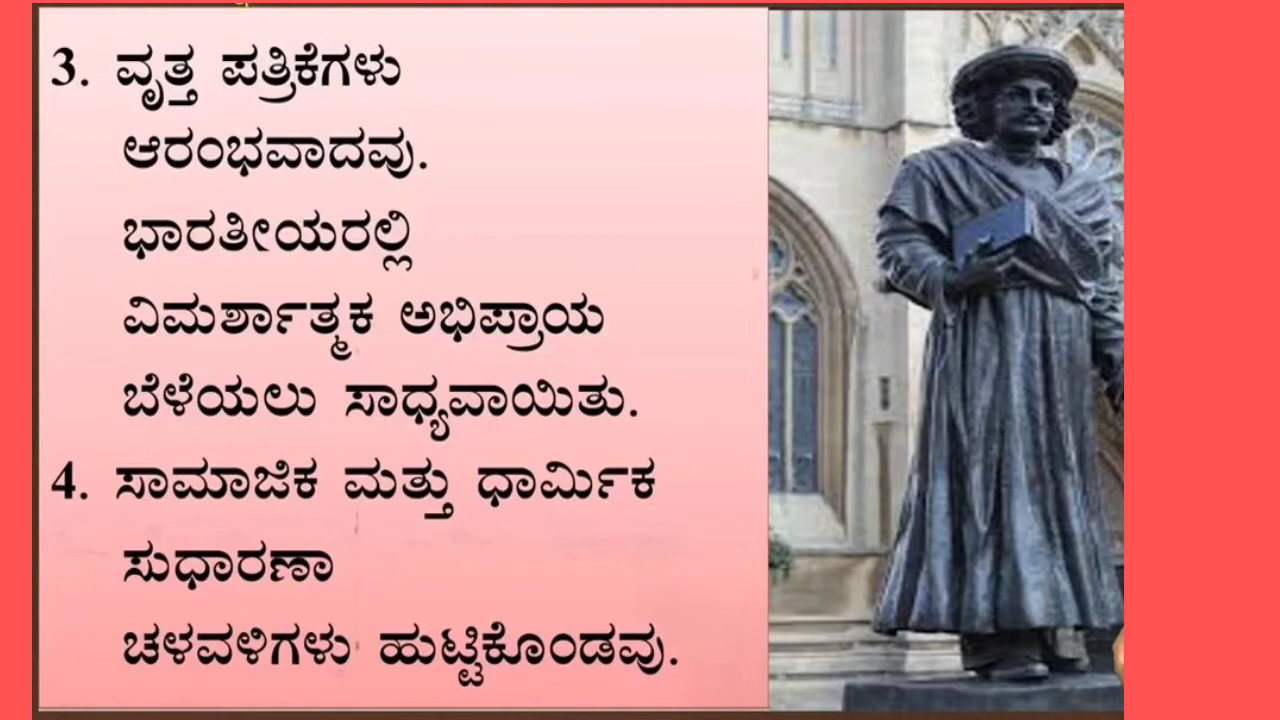 3. ವೃತ್ತ ಪತ್ರಿಕೆಗಳು
ಆರಂಭವಾದವು.
ಭಾರತೀಯರಲ್ಲಿ
ವಿಮರ್ಶಾತ್ಮಕ ಅಭಿಪ್ರಾಯ
ಬೆಳೆಯಲು ಸಾಧ್ಯವಾಯಿತು.
4. ಸಾಮಾಜಿಕ ಮತ್ತು ಧಾರ್ಮಿಕ
ಸುಧಾರಣಾ
ಚಳವಳಿಗಳು ಹುಟ್ಟಿಕೊಂಡವು.